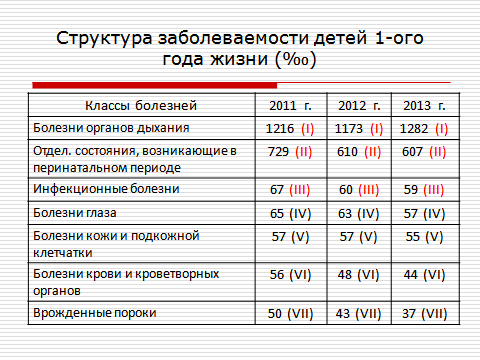 Структура заболеваемости детей 1-ого
года жизни (‰)
Классы болезней 2011 г. 2012 г. 2013 г.
Болезни органов дыхания 1216 (I) 1173 (I) 1282 (I)
Отдел. состояния, возникающие в
перинатальном периоде 729 (II) 610 (II) 607 (II)
Инфекционные болезни 67 (III) 60 (III) 59 (III)
Болезни глаза 65 (IV) 63 (IV) 57 (IV)
Болезни кожи и подкожной
клетчатки 57 (V) 57 (V) 55 (V)
Болезни крови и кроветворных
органов 56 (VI) 48 (VI) 44 (VI)
Врожденные пороки 50 (VII) 43 (VII) 37 (VII)